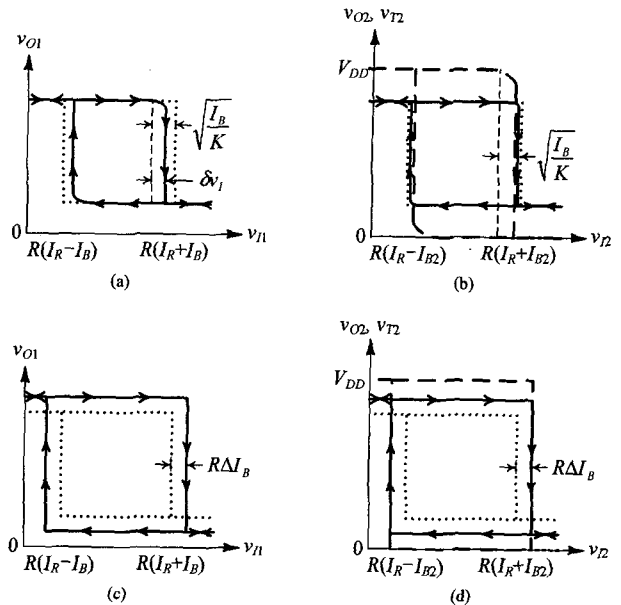 v_{O1}
√(I_B/K)
δv_I
0
R(I_R−I_B)
R(I_R+I_B)
v_{I1}
(a)
v_{O2}, v_{T2}
V_{DD}
√(I_B/K)
0
R(I_R−I_{B2})
R(I_R+I_{B2})
v_{I2}
(b)
v_{O1}
RΔI_B
0
R(I_R−I_B)
R(I_R+I_B)
v_{I1}
(c)
v_{O2}, v_{T2}
V_{DD}
RΔI_B
0
R(I_R−I_{B2})
R(I_R+I_{B2})
v_{I2}
(d)